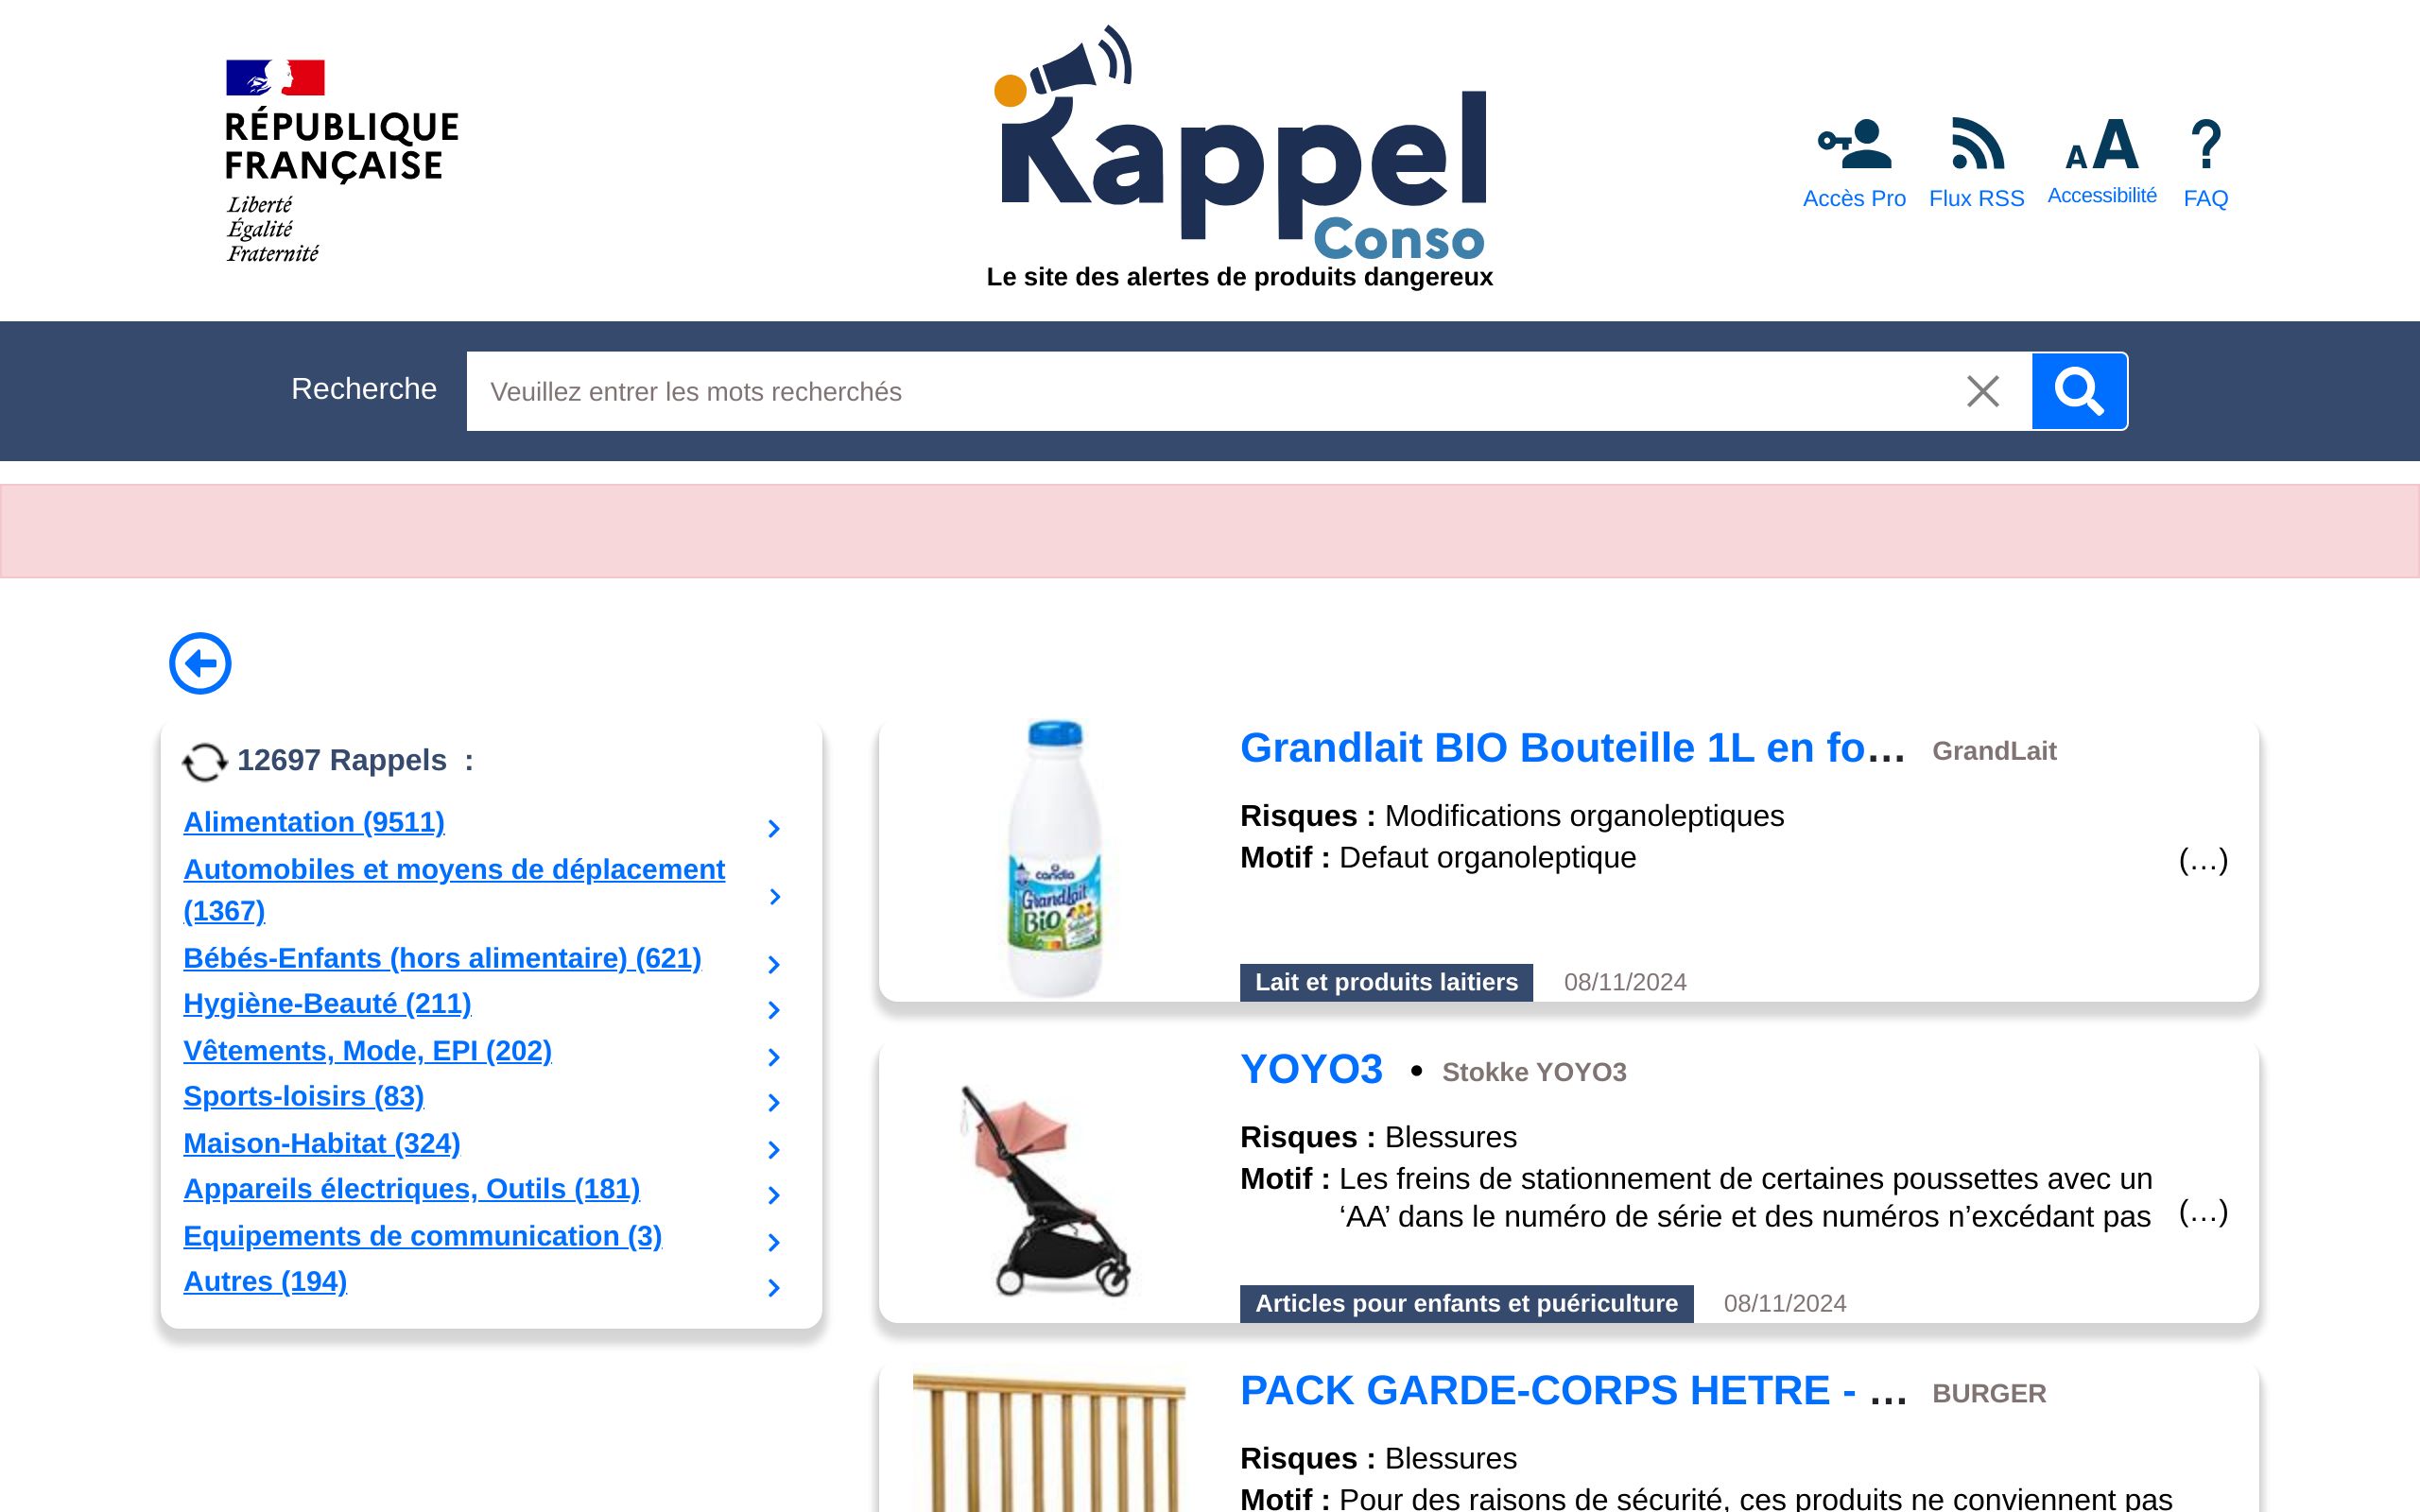 RÉPUBLIQUE
FRANÇAISE
Liberté
Égalité
Fraternité
Rappel
Conso
Le site des alertes de produits dangereux
Accès Pro
Flux RSS
AA
Accessibilité
?
FAQ
Recherche
Veuillez entrer les mots recherchés
12697 Rappels :
Alimentation (9511)
Automobiles et moyens de déplacement
(1367)
Bébés-Enfants (hors alimentaire) (621)
Hygiène-Beauté (211)
Vêtements, Mode, EPI (202)
Sports-loisirs (83)
Maison-Habitat (324)
Appareils électriques, Outils (181)
Equipements de communication (3)
Autres (194)
candia
Grandlait
BiO
Grandlait BIO Bouteille 1L en fo... GrandLait
Risques : Modifications organoleptiques
Motif : Defaut organoleptique
(...)
Lait et produits laitiers 08/11/2024
YOYO3 • Stokke YOYO3
Risques : Blessures
Motif : Les freins de stationnement de certaines poussettes avec un
‘AA’ dans le numéro de série et des numéros n’excédant pas
(...)
Articles pour enfants et puériculture 08/11/2024
PACK GARDE-CORPS HETRE - ... BURGER
Risques : Blessures
Motif : Pour des raisons de sécurité, ces produits ne conviennent pas